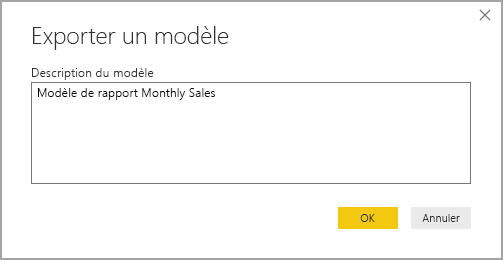 Exporter un modèle
Description du modèle
Modèle de rapport Monthly Sales
OK
Annuler